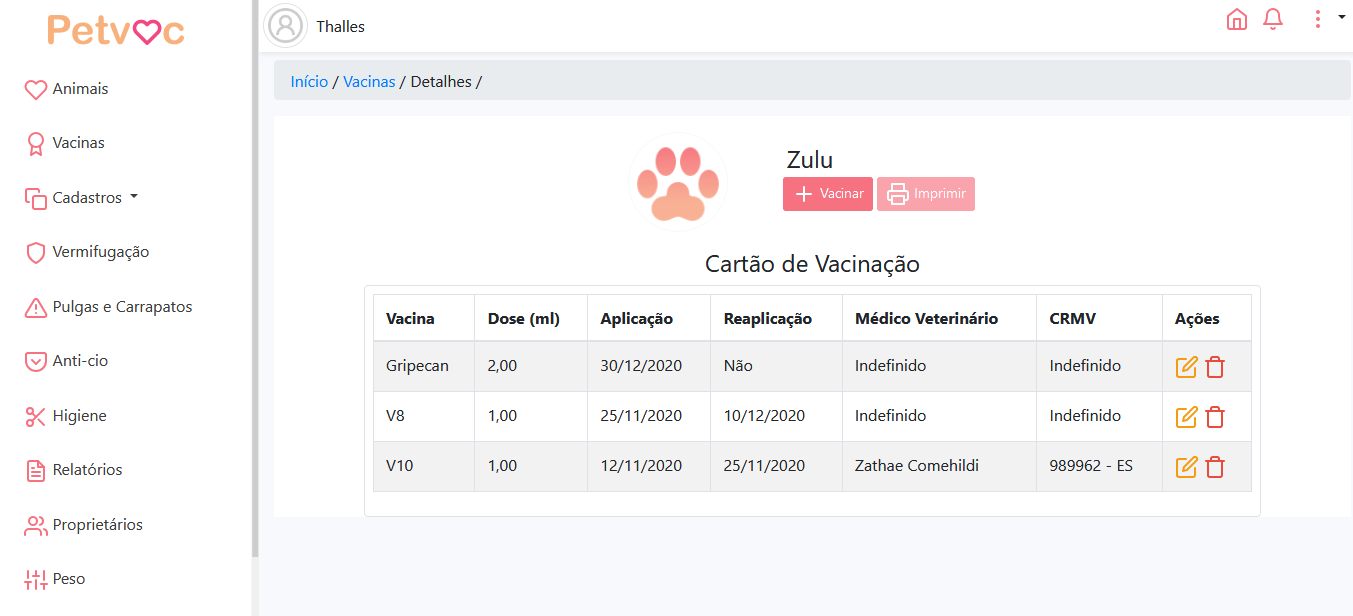 Petvoc
Thalles
Animais
Vacinas
Cadastros
Vermifugação
Pulgas e Carrapatos
Anti-cio
Higiene
Relatórios
Proprietários
Peso
Início / Vacinas / Detalhes /
Zulu
Vacinar Imprimir
Cartão de Vacinação
Vacina Dose (ml) Aplicação Reaplicação Médico Veterinário CRMV Ações
Gripecan 2,00 30/12/2020 Não Indefinido Indefinido
V8 1,00 25/11/2020 10/12/2020 Indefinido Indefinido
V10 1,00 12/11/2020 25/11/2020 Zathae Comehildi 989962 - ES